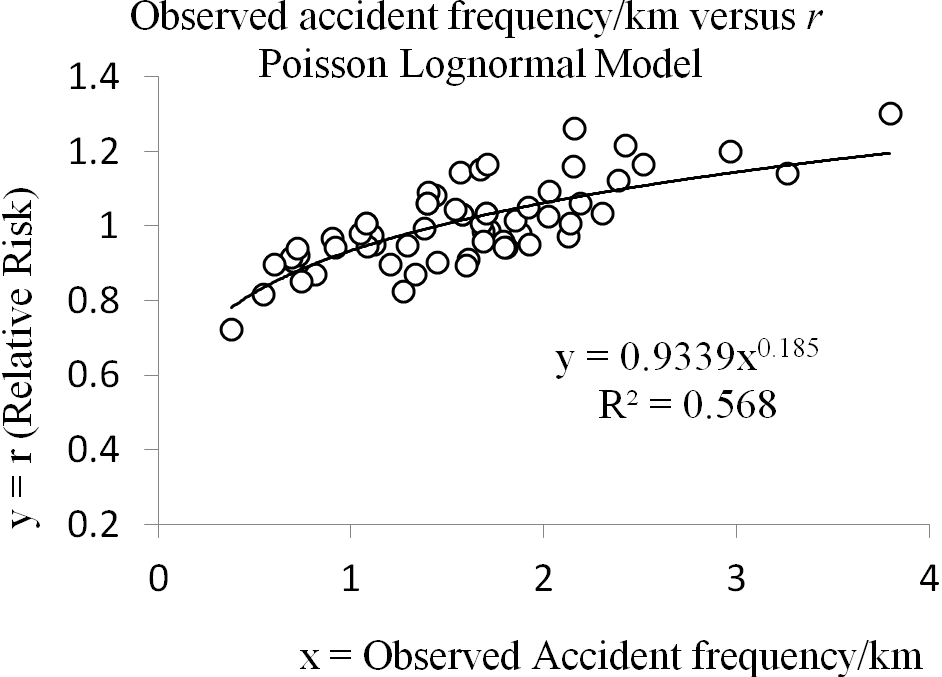 Observed accident frequency/km versus r
Poisson Lognormal Model
1.4
1.2
1
0.8
0.6
0.4
0.2
y = r (Relative Risk)
y = 0.9339x^0.185
R² = 0.568
0 1 2 3 4
x = Observed Accident frequency/km